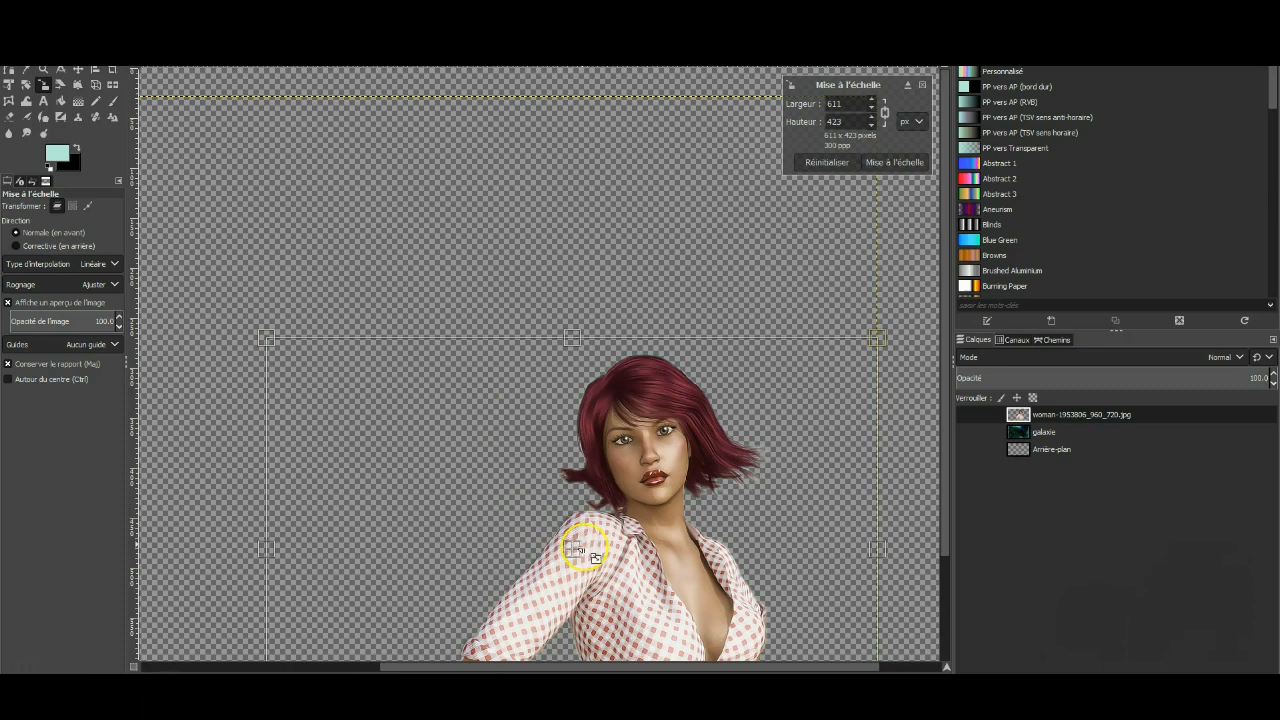 Mise à l'échelle
Transformer :
Direction
Normale (en avant)
Corrective (en arrière)
Type d'interpolation Linéaire
Rognage Ajuster
Affiche un aperçu de l'image
Opacité de l'image 100.0
Guides Aucun guide
Conserver le rapport (Maj)
Autour du centre (Ctrl)
Mise à l'échelle
Largeur : 611
Hauteur : 423 px
611 x 423 pixels
300 ppp
Réinitialiser Mise à l'échelle
Personnalisé
PP vers AP (bord dur)
PP vers AP (RVB)
PP vers AP (TSV sens anti-horaire)
PP vers AP (TSV sens horaire)
PP vers Transparent
Abstract 1
Abstract 2
Abstract 3
Aneurism
Blinds
Blue Green
Browns
Brushed Aluminium
Burning Paper
Calques Canaux Chemins
Mode Normal
Opacité 100.0
Verrouiller :
woman-1953806_960_720.jpg
galaxie
Arrière-plan